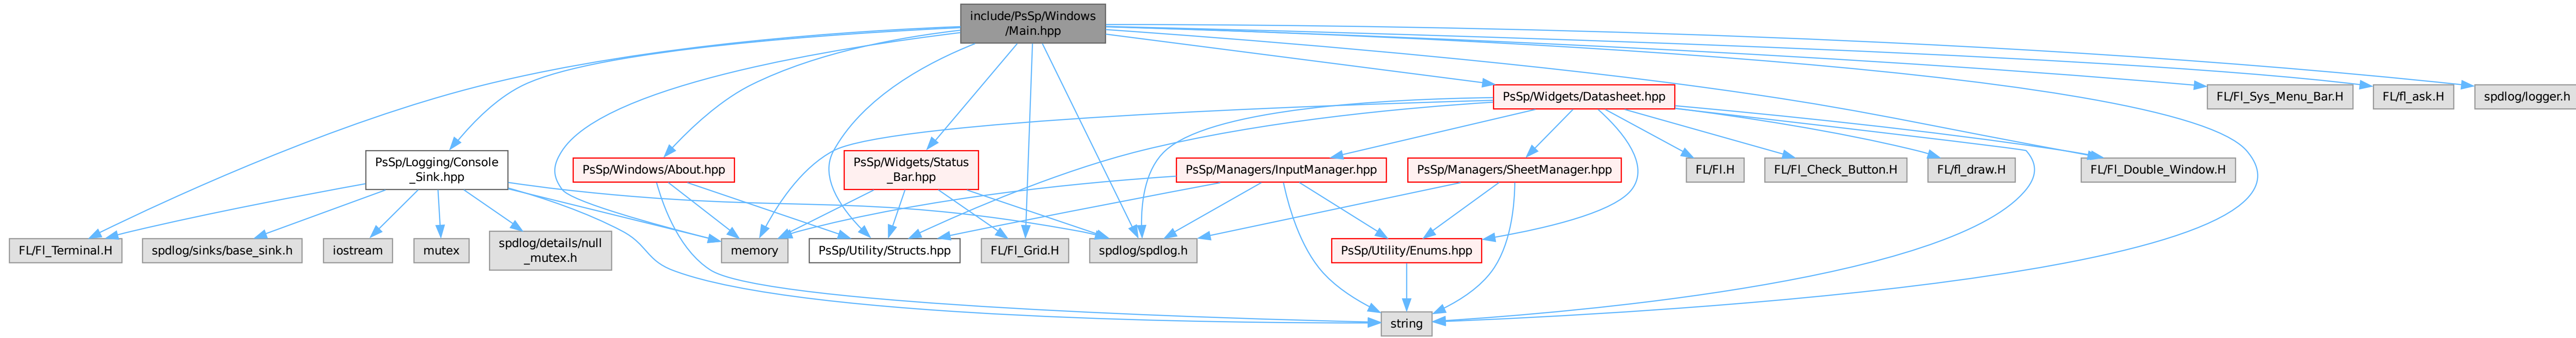 include/PsSp/Windows
/Main.hpp
PsSp/Widgets/Datasheet.hpp
FL/Fl_Sys_Menu_Bar.H
FL/fl_ask.H
spdlog/logger.h
PsSp/Logging/Console
_Sink.hpp
PsSp/Windows/About.hpp
PsSp/Widgets/Status
_Bar.hpp
PsSp/Managers/InputManager.hpp
PsSp/Managers/SheetManager.hpp
FL/Fl.H
FL/Fl_Check_Button.H
FL/fl_draw.H
FL/Fl_Double_Window.H
FL/Fl_Terminal.H
spdlog/sinks/base_sink.h
iostream
mutex
spdlog/details/null
_mutex.h
memory
PsSp/Utility/Structs.hpp
FL/Fl_Grid.H
spdlog/spdlog.h
PsSp/Utility/Enums.hpp
string